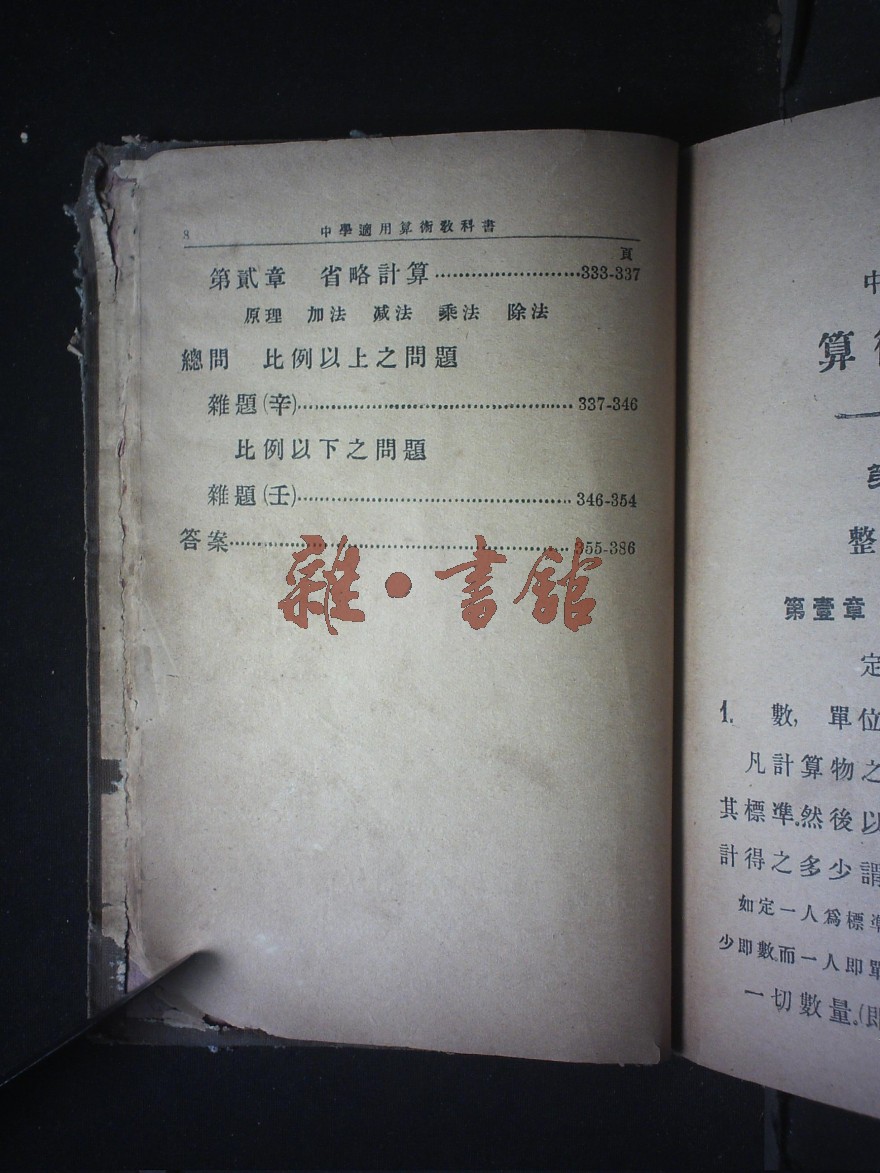 8 中學適用算術教科書
頁
第貳章 省略計算……………………333-337
原理 加法 減法 乘法 除法
總問 比例以上之問題
雜題(辛)……………………………………337-346
比例以下之問題
雜題(壬)……………………………………346-354
答案……………………………………………355-386
雜·書館
中
算
整
第壹章
定
1. 數, 單位
凡計算物之
其標準.然後以
計得之多少謂
如定一人爲標準
少即數.而一人即單
一切數量.(即